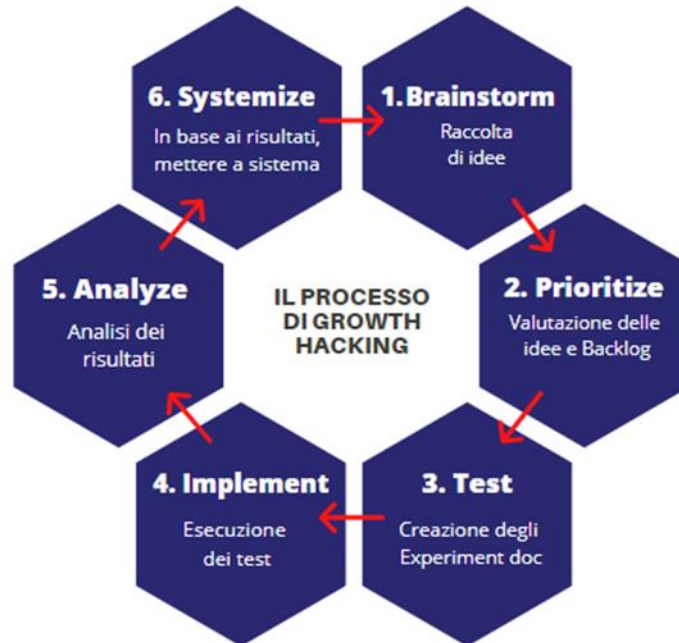 6. Systemize
In base ai risultati,
mettere a sistema
1.Brainstorm
Raccolta
di idee
2. Prioritize
Valutazione delle
idee e Backlog
3. Test
Creazione degli
Experiment doc
4. Implement
Esecuzione
dei test
5. Analyze
Analisi dei
risultati
IL PROCESSO
DI GROWTH
HACKING